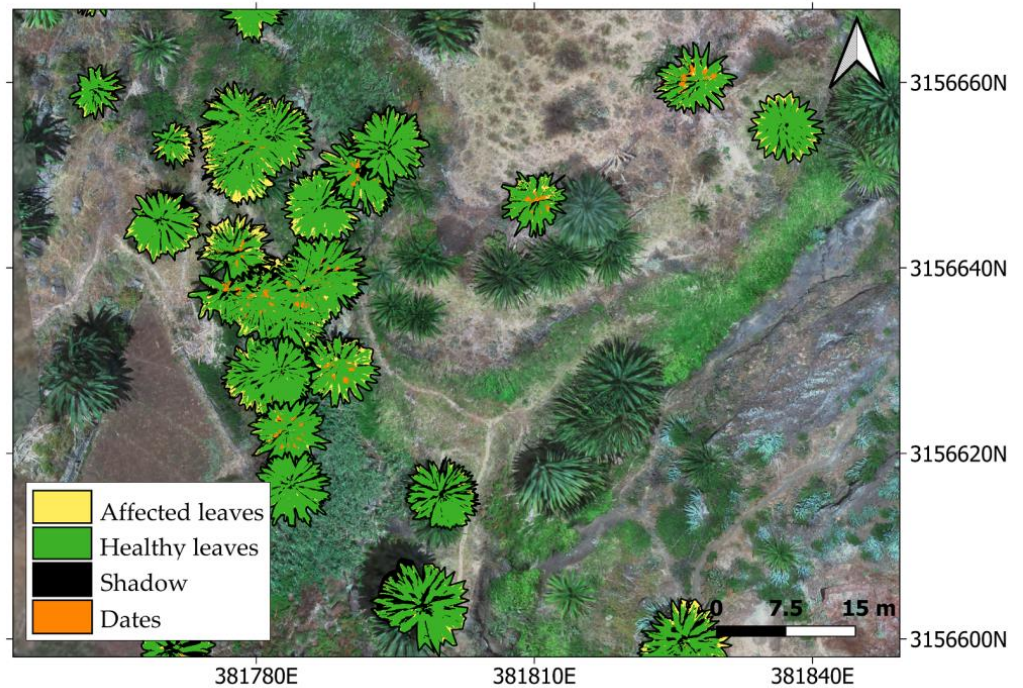 3156660N
3156640N
3156620N
Affected leaves
Healthy leaves
Shadow
Dates
0 7.5 15 m
3156600N
381780E 381810E 381840E